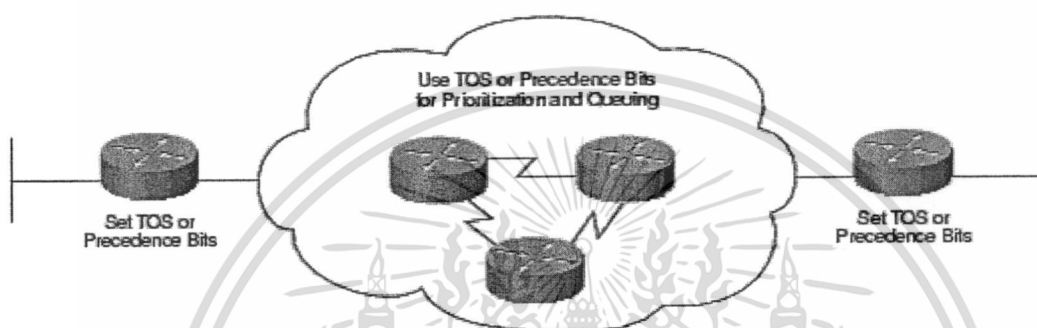 Use TOS or Precedence Bits
for Prioritization and Queuing
Set TOS or
Precedence Bits
Set TOS or
Precedence Bits